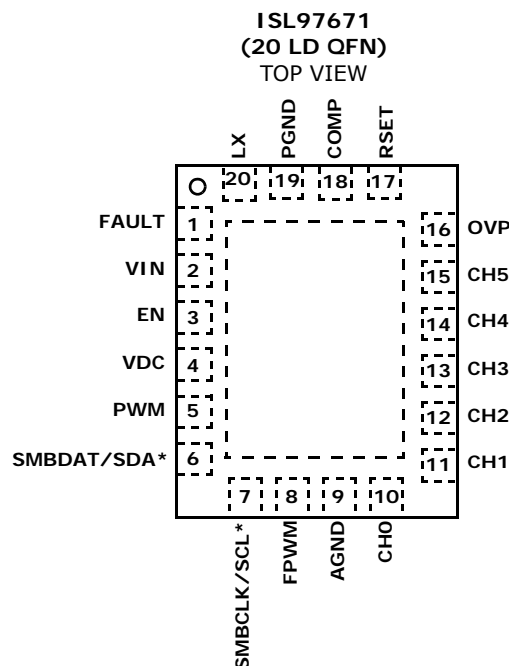 ISL97671
(20 LD QFN)
TOP VIEW
LX
PGND
COMP
RSET
20
19
18
17
FAULT
1
16
OVP
VIN
2
15
CH5
EN
3
14
CH4
VDC
4
13
CH3
PWM
5
12
CH2
SMBDAT/SDA*
6
11
CH1
7
8
9
10
SMBCLK/SCL*
FPWM
AGND
CH0